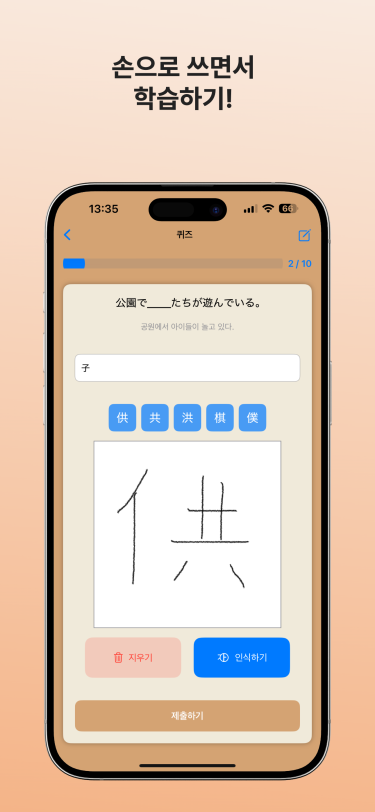 손으로 쓰면서
학습하기!
13:35
66
퀴즈
2 / 10
公園で____たちが遊んでいる。
공원에서 아이들이 놀고 있다.
子
供 共 洪 棋 僕
供
지우기 인식하기
제출하기